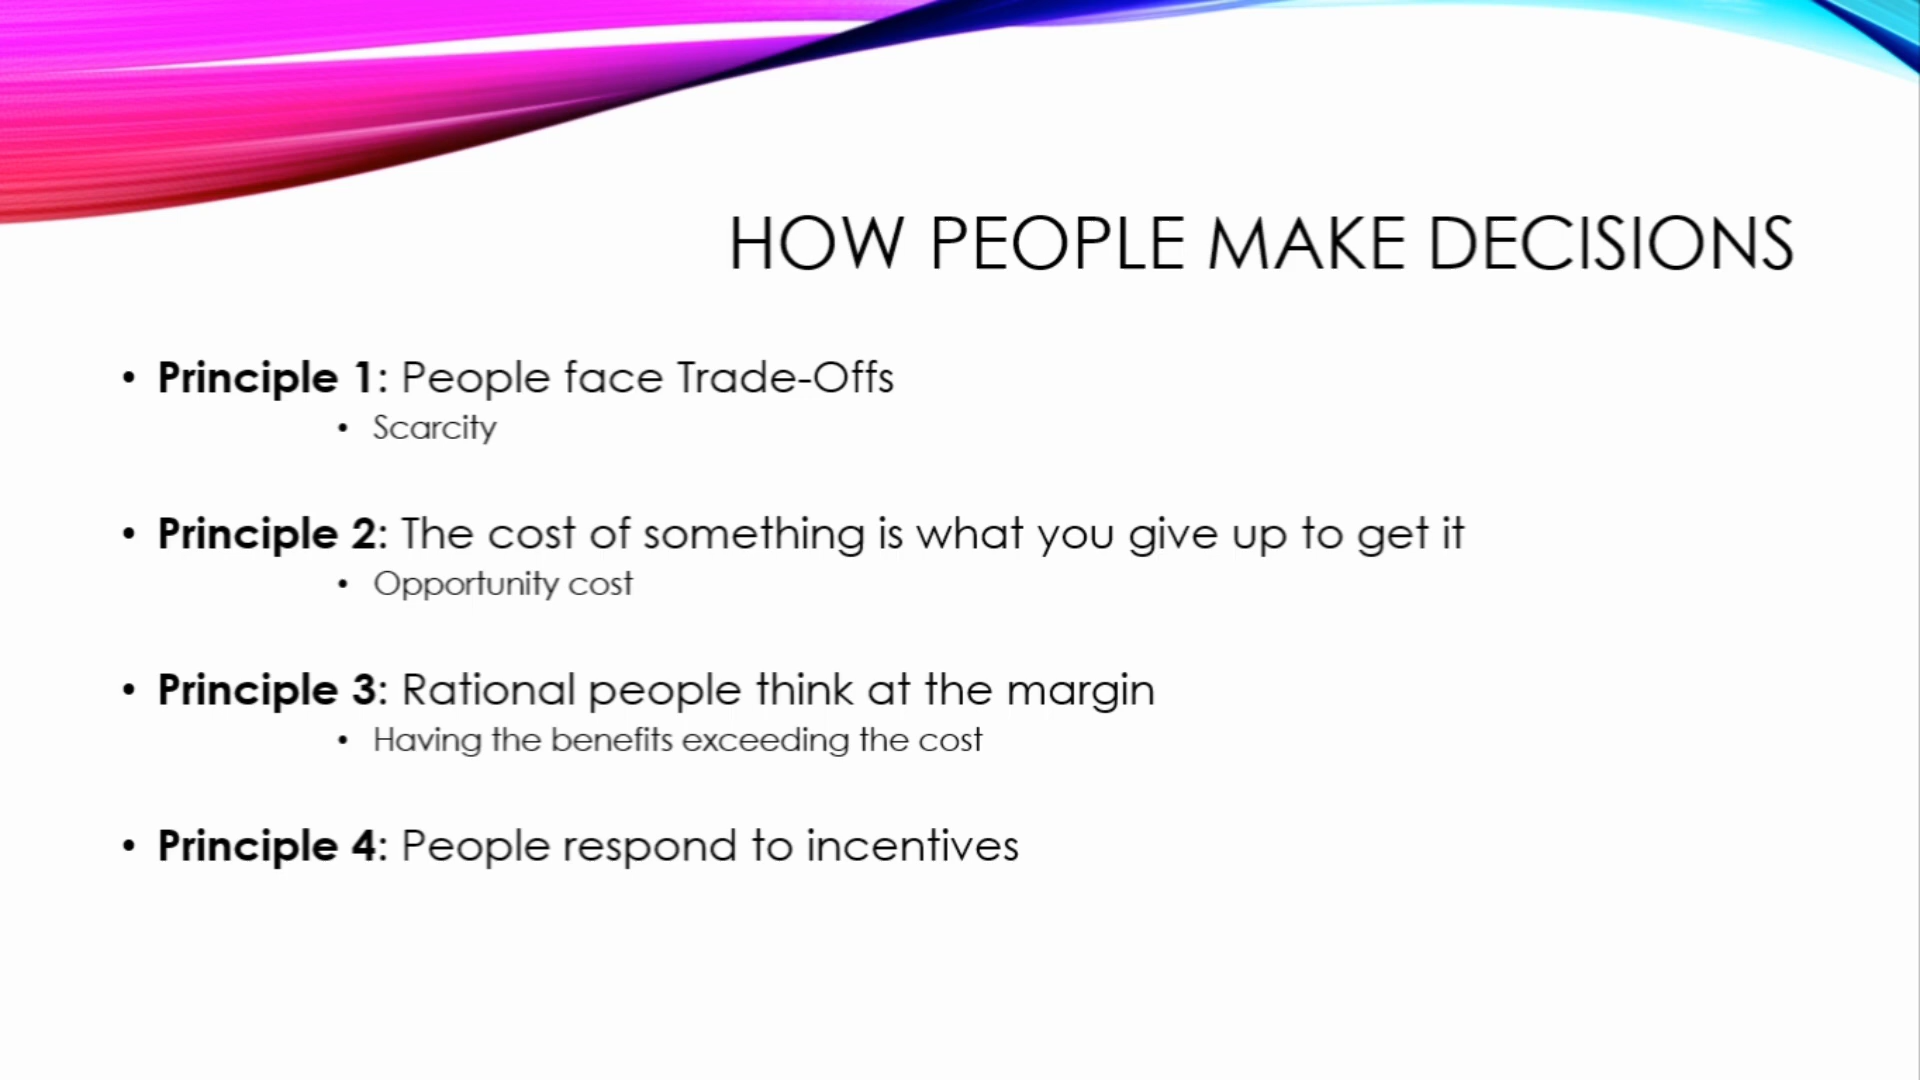 HOW PEOPLE MAKE DECISIONS
• Principle 1: People face Trade-Offs
• Scarcity
• Principle 2: The cost of something is what you give up to get it
• Opportunity cost
• Principle 3: Rational people think at the margin
• Having the benefits exceeding the cost
• Principle 4: People respond to incentives